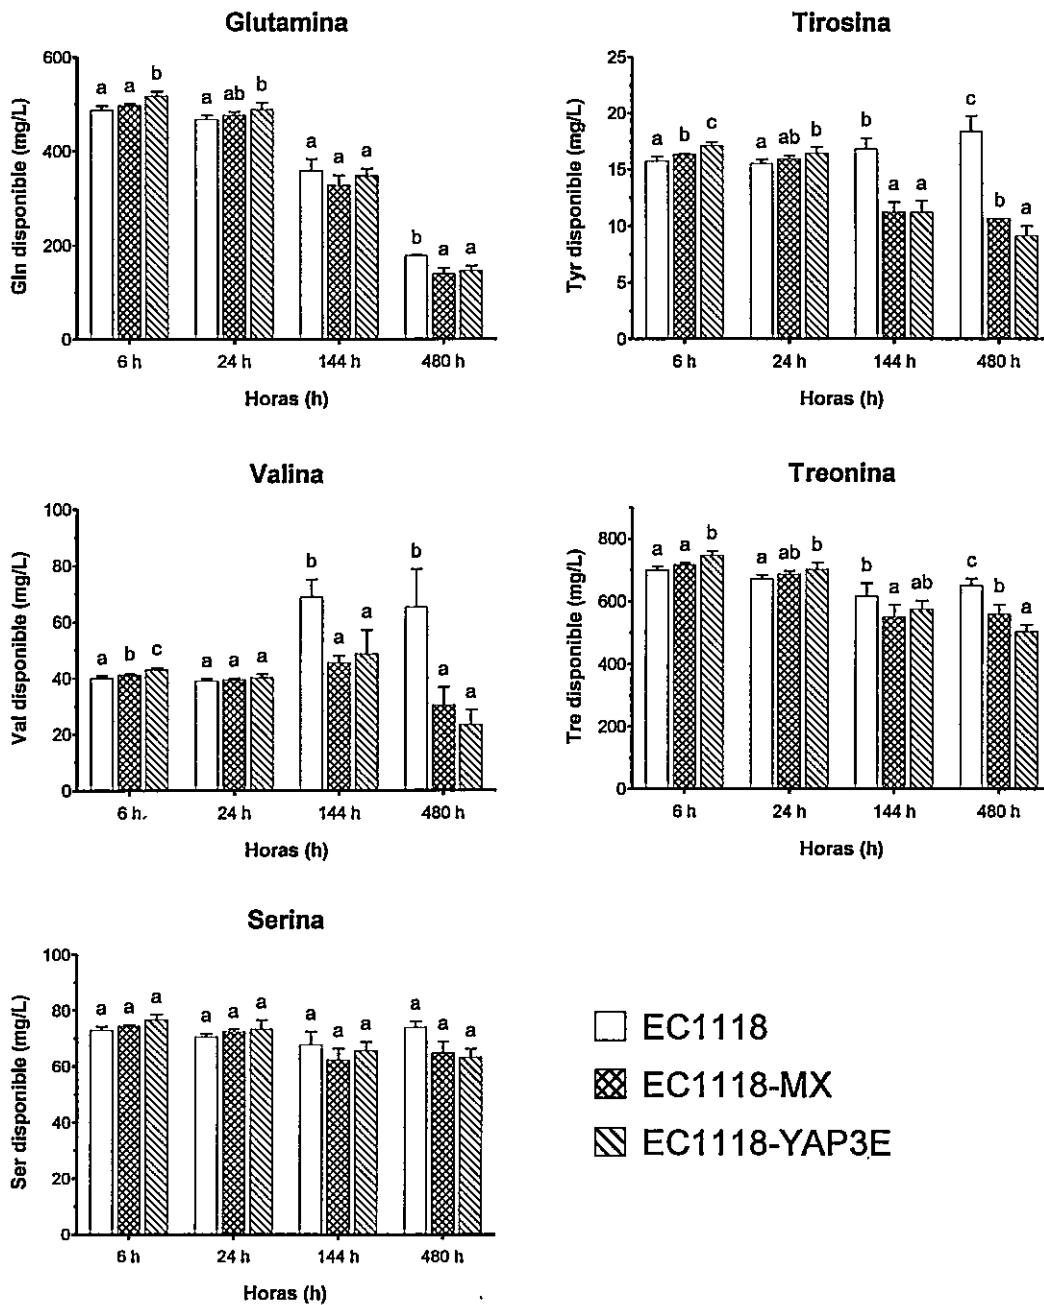 Glutamina
Gln disponible (mg/L)
600
400
200
0
a a b
a ab b
a a a
b a a
6 h 24 h 144 h 480 h
Horas (h)
Tirosina
Tyr disponible (mg/L)
25
20
15
10
5
0
a b c
a ab b
b a a
c b a
6 h 24 h 144 h 480 h
Horas (h)
Valina
Val disponible (mg/L)
100
80
60
40
20
0
a b c
a a a
b a a
b a a
6 h. 24 h 144 h 480 h
Horas (h)
Treonina
Tre disponible (mg/L)
800
600
400
200
0
a a b
a ab b
b a ab
c b a
6 h 24 h 144 h 480 h
Horas (h)
Serina
Ser disponible (mg/L)
100
80
60
40
20
0
a a a
a a a
a a a
a a a
6 h 24 h 144 h 480 h
Horas (h)
EC1118
EC1118-MX
EC1118-YAP3E